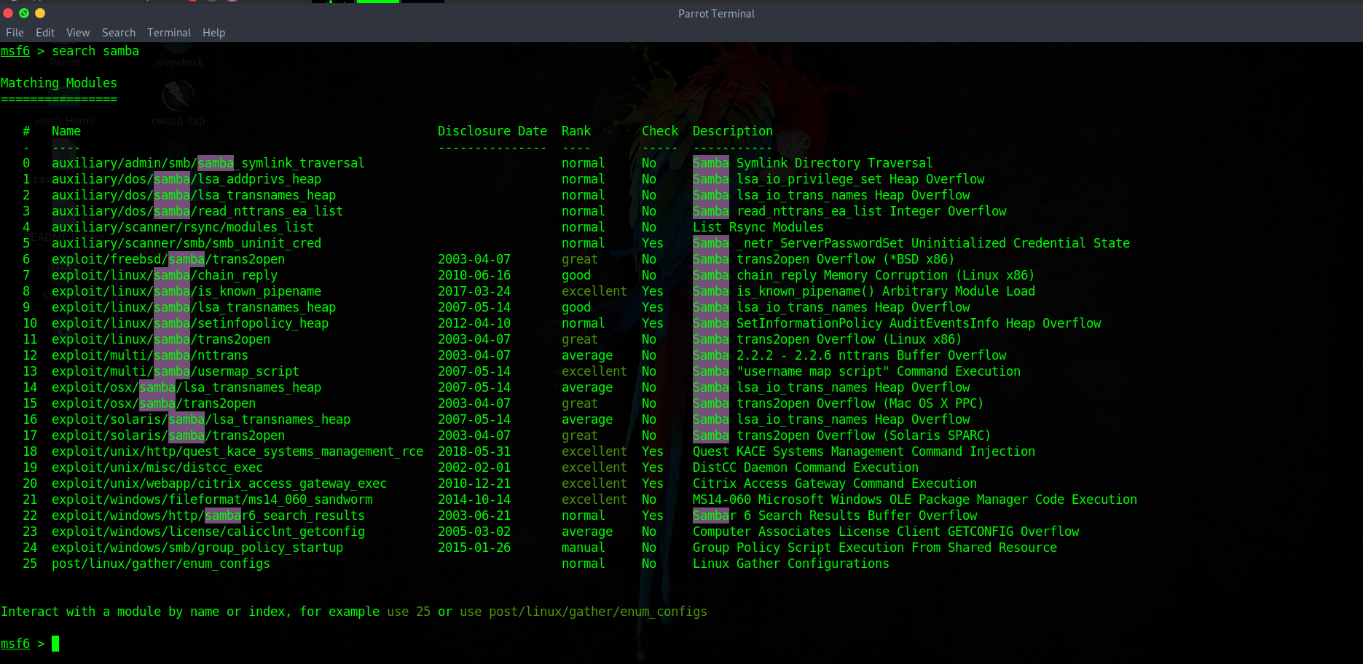 Parrot Terminal
File Edit View Search Terminal Help
msf6 > search samba
Parrot wireshark
Matching Modules
================
user's Home owasp-zap
# Name Disclosure Date Rank Check Description
- ---- --------------- ---- ----- -----------
0 auxiliary/admin/smb/samba_symlink_traversal normal No Samba Symlink Directory Traversal
1 auxiliary/dos/samba/lsa_addprivs_heap normal No Samba lsa_io_privilege_set Heap Overflow
2 auxiliary/dos/samba/lsa_transnames_heap normal No Samba lsa_io_trans_names Heap Overflow
3 auxiliary/dos/samba/read_nttrans_ea_list normal No Samba read_nttrans_ea_list Integer Overflow
4 auxiliary/scanner/rsync/modules_list normal No List Rsync Modules
5 auxiliary/scanner/smb/smb_uninit_cred normal Yes Samba _netr_ServerPasswordSet Uninitialized Credential State
6 exploit/freebsd/samba/trans2open 2003-04-07 great No Samba trans2open Overflow (*BSD x86)
7 exploit/linux/samba/chain_reply 2010-06-16 good No Samba chain_reply Memory Corruption (Linux x86)
8 exploit/linux/samba/is_known_pipename 2017-03-24 excellent Yes Samba is_known_pipename() Arbitrary Module Load
9 exploit/linux/samba/lsa_transnames_heap 2007-05-14 good Yes Samba lsa_io_trans_names Heap Overflow
10 exploit/linux/samba/setinfopolicy_heap 2012-04-10 normal Yes Samba SetInformationPolicy AuditEventsInfo Heap Overflow
11 exploit/linux/samba/trans2open 2003-04-07 great No Samba trans2open Overflow (Linux x86)
12 exploit/multi/samba/nttrans 2003-04-07 average No Samba 2.2.2 - 2.2.6 nttrans Buffer Overflow
13 exploit/multi/samba/usermap_script 2007-05-14 excellent No Samba "username map script" Command Execution
14 exploit/osx/samba/lsa_transnames_heap 2007-05-14 average No Samba lsa_io_trans_names Heap Overflow
15 exploit/osx/samba/trans2open 2003-04-07 great No Samba trans2open Overflow (Mac OS X PPC)
16 exploit/solaris/samba/lsa_transnames_heap 2007-05-14 average No Samba lsa_io_trans_names Heap Overflow
17 exploit/solaris/samba/trans2open 2003-04-07 great No Samba trans2open Overflow (Solaris SPARC)
18 exploit/unix/http/quest_kace_systems_management_rce 2018-05-31 excellent Yes Quest KACE Systems Management Command Injection
19 exploit/unix/misc/distcc_exec 2002-02-01 excellent Yes DistCC Daemon Command Execution
20 exploit/unix/webapp/citrix_access_gateway_exec 2010-12-21 excellent Yes Citrix Access Gateway Command Execution
21 exploit/windows/fileformat/ms14_060_sandworm 2014-10-14 excellent No MS14-060 Microsoft Windows OLE Package Manager Code Execution
22 exploit/windows/http/sambar6_search_results 2003-06-21 normal Yes Sambar 6 Search Results Buffer Overflow
23 exploit/windows/license/calicclnt_getconfig 2005-03-02 average No Computer Associates License Client GETCONFIG Overflow
24 exploit/windows/smb/group_policy_startup 2015-01-26 manual No Group Policy Script Execution From Shared Resource
25 post/linux/gather/enum_configs normal No Linux Gather Configurations
Interact with a module by name or index, for example use 25 or use post/linux/gather/enum_configs
msf6 >